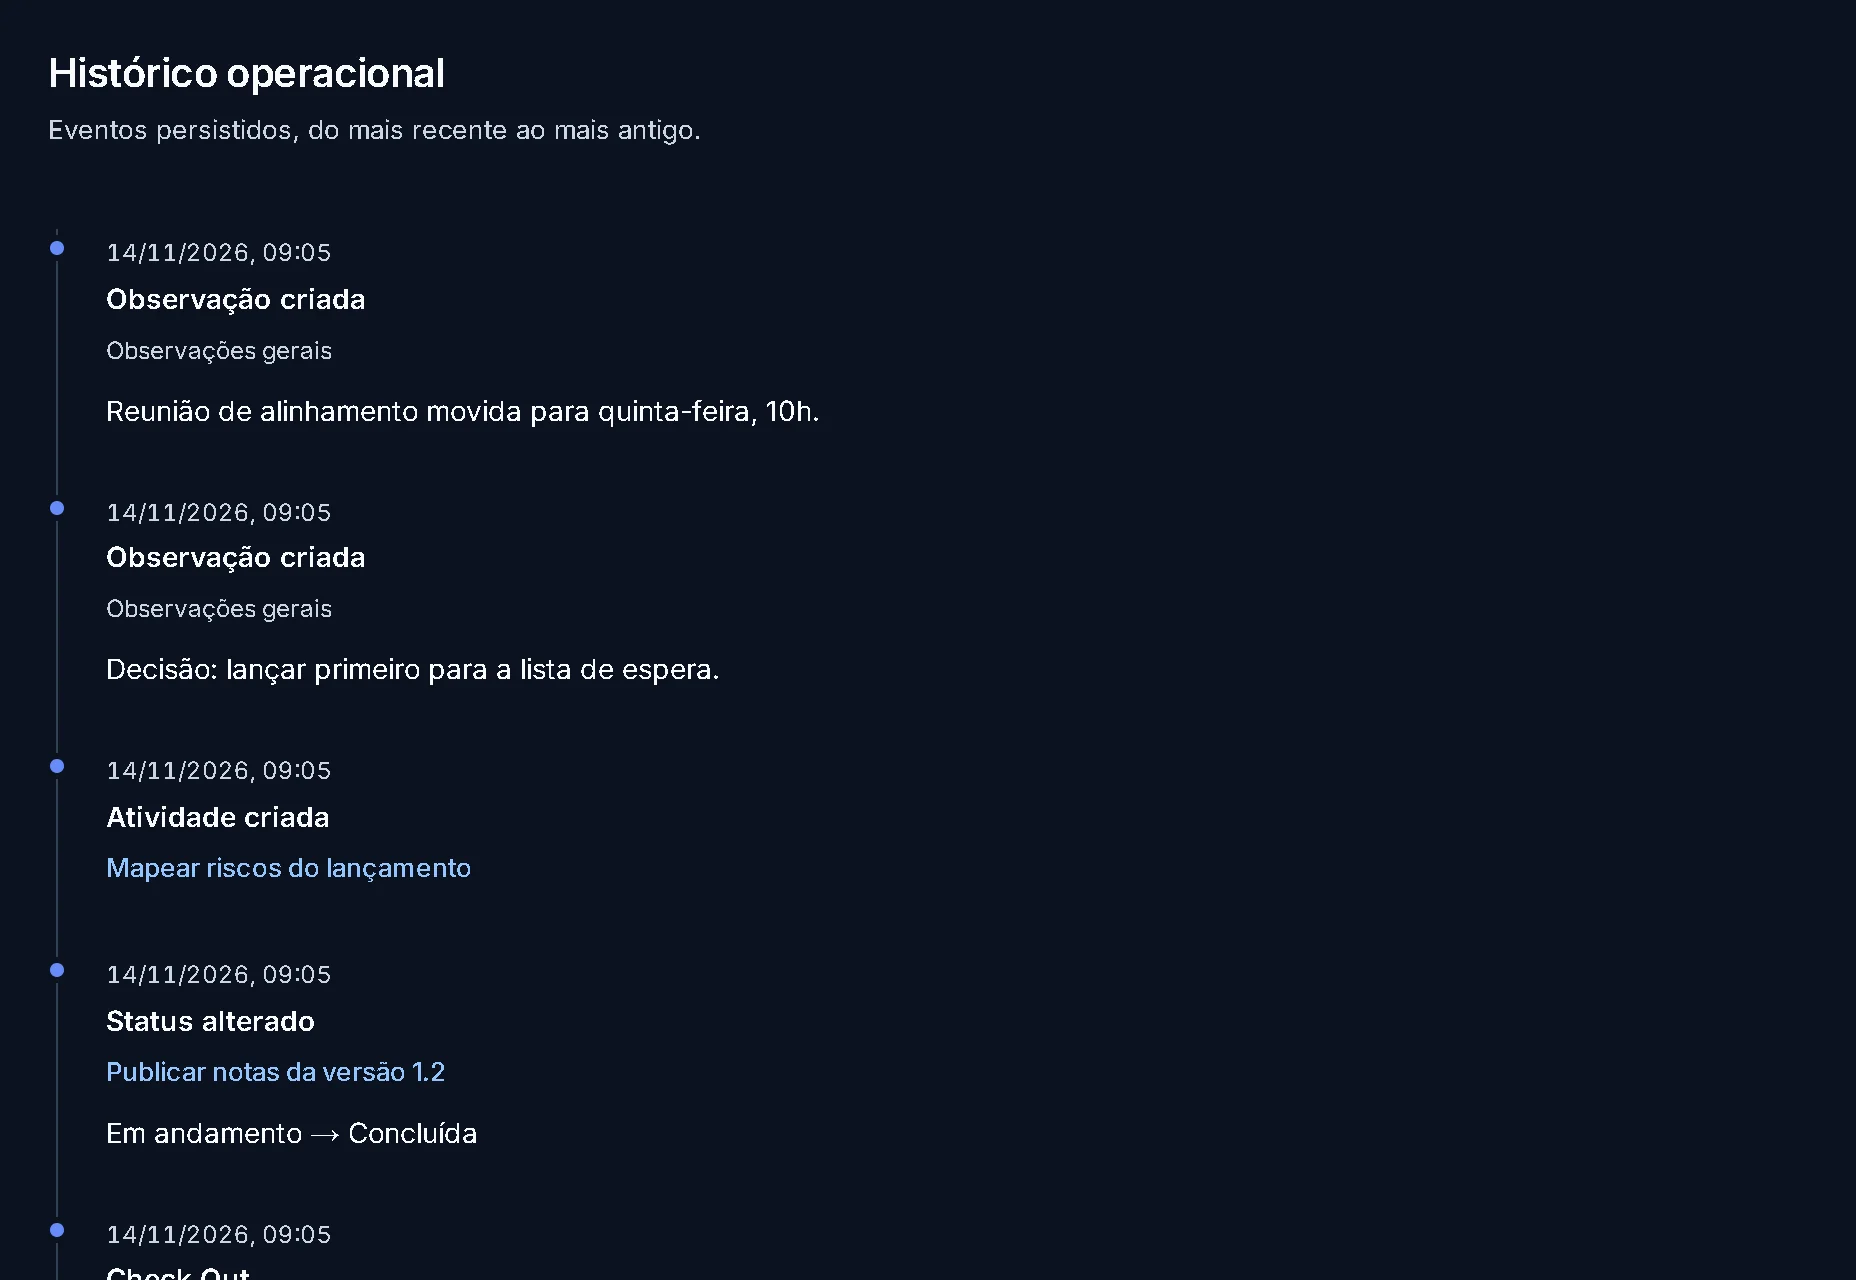 Histórico operacional
Eventos persistidos, do mais recente ao mais antigo.
14/11/2026, 09:05
Observação criada
Observações gerais
Reunião de alinhamento movida para quinta-feira, 10h.
14/11/2026, 09:05
Observação criada
Observações gerais
Decisão: lançar primeiro para a lista de espera.
14/11/2026, 09:05
Atividade criada
Mapear riscos do lançamento
14/11/2026, 09:05
Status alterado
Publicar notas da versão 1.2
Em andamento → Concluída
14/11/2026, 09:05
Check Out